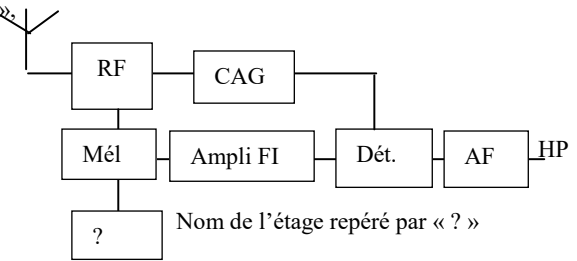 »,
RF
CAG
Mél
Ampli FI
Dét.
AF
HP
?
Nom de l’étage repéré par « ? »